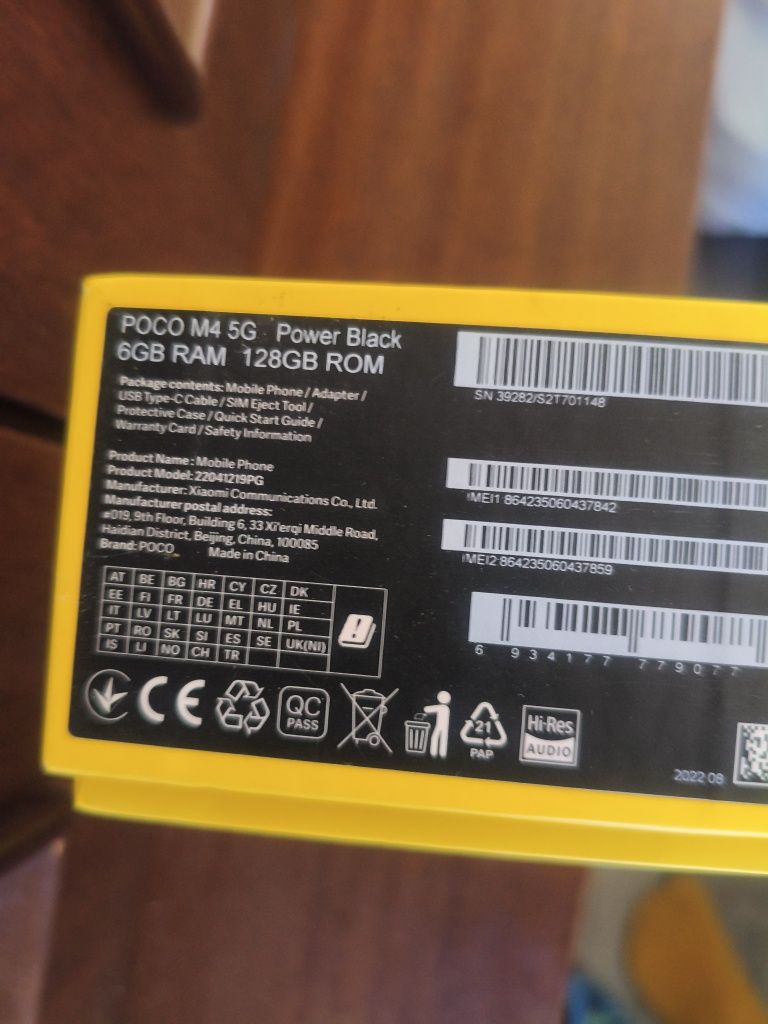 POCO M4 5G Power Black
6GB RAM 128GB ROM
Package contents: Mobile Phone / Adapter /
USB Type-C Cable / SIM Eject Tool /
Protective Case / Quick Start Guide /
Warranty Card / Safety Information
Product Name : Mobile Phone
Product Model: 22041219PG
Manufacturer: Xiaomi Communications Co., Ltd.
Manufacturer postal address:
#019, 9th Floor, Building 6, 33 Xi'erqi Middle Road,
Haidian District, Beijing, China, 100085
Brand: POCO Made in China
AT BE BG HR CY CZ DK
EE FI FR DE EL HU IE
IT LV LT LU MT NL PL
PT RO SK SI ES SE UK(NI)
IS LI NO CH TR
CE
QC
PASS
21
PAP
Hi-Res
AUDIO
SN 39282/S2T701148
IMEI1 864235060437842
IMEI2 864235060437859
6 934177 779077
2022 08